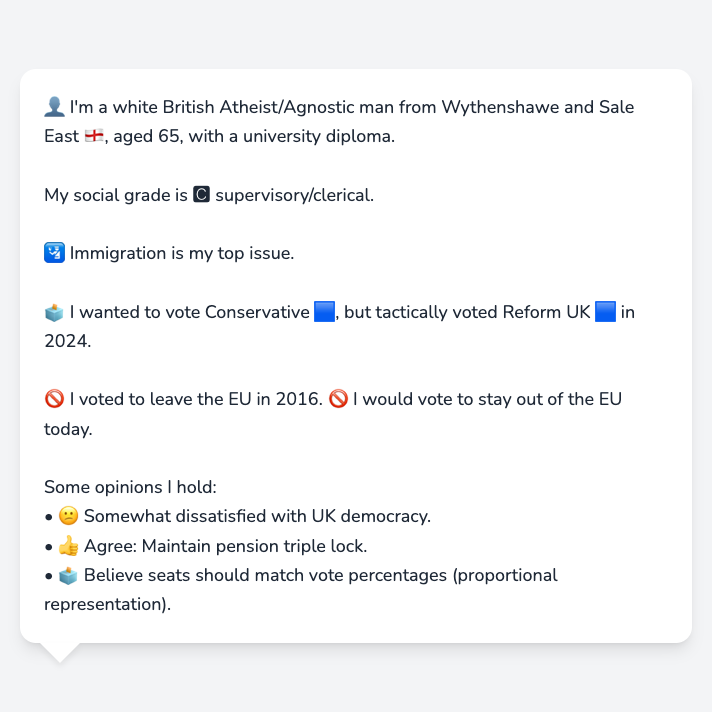 👤 I'm a white British Atheist/Agnostic man from Wythenshawe and Sale
East 🏴󠁧󠁢󠁥󠁮󠁧󠁿, aged 65, with a university diploma.
My social grade is 🅲 supervisory/clerical.
🛂 Immigration is my top issue.
🗳️ I wanted to vote Conservative 🟦, but tactically voted Reform UK 🟦 in
2024.
🚫 I voted to leave the EU in 2016. 🚫 I would vote to stay out of the EU
today.
Some opinions I hold:
• 😕 Somewhat dissatisfied with UK democracy.
• 👍 Agree: Maintain pension triple lock.
• 🗳️ Believe seats should match vote percentages (proportional
representation).